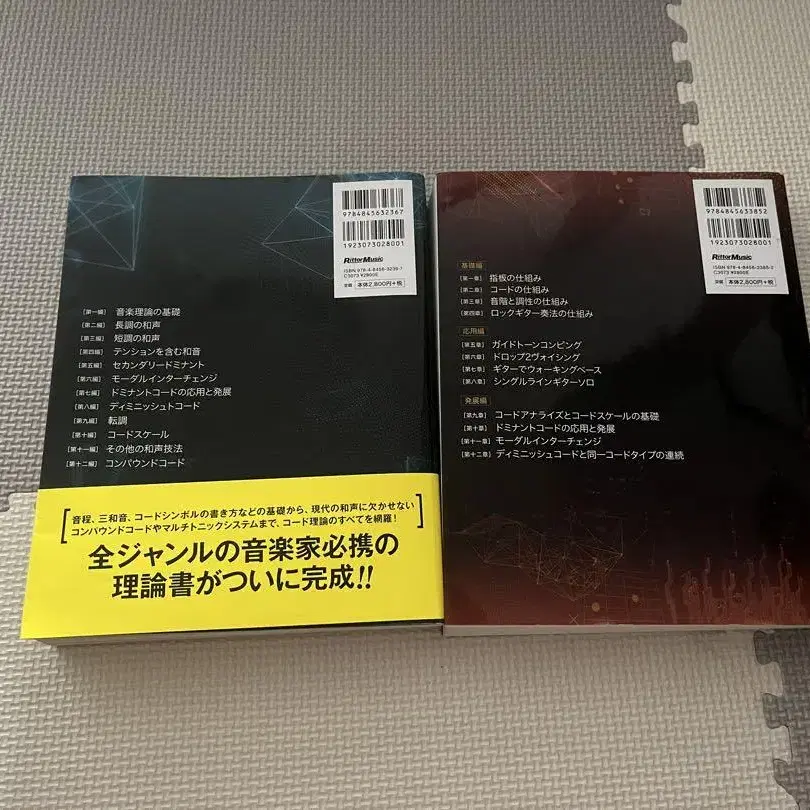 9784845632367
1923073028001
RittorMusic
ISBN 978-4-8456-3236-7
C3073 ¥2800E
定価 本体2,800円+税
[第一編] 音楽理論の基礎
[第二編] 長調の和声
[第三編] 短調の和声
[第四編] テンションを含む和音
[第五編] セカンダリードミナント
[第六編] モーダルインターチェンジ
[第七編] ドミナントコードの応用と発展
[第八編] ディミニッシュトコード
[第九編] 転調
[第十編] コードスケール
[第十一編] その他の和声技法
[第十二編] コンパウンドコード
音程、三和音、コードシンボルの書き方などの基礎から、現代の和声に欠かせない
コンパウンドコードやマルチトニックシステムまで、コード理論のすべてを網羅!
全ジャンルの音楽家必携の
理論書がついに完成!!
9784845633852
1923073028001
RittorMusic
ISBN 978-4-8456-3385-2
C3073 ¥2800E
定価 本体2,800円+税
基礎編
[第一章] 指板の仕組み
[第二章] コードの仕組み
[第三章] 音階と調性の仕組み
[第四章] ロックギター奏法の仕組み
応用編
[第五章] ガイドトーンコンピング
[第六章] ドロップ2ヴォイシング
[第七章] ギターでウォーキングベース
[第八章] シングルラインギターソロ
発展編
[第九章] コードアナライズとコードスケールの基礎
[第十章] ドミナントコードの応用と発展
[第十一章] モーダルインターチェンジ
[第十二章] ディミニッシュコードと同一コードタイプの連続